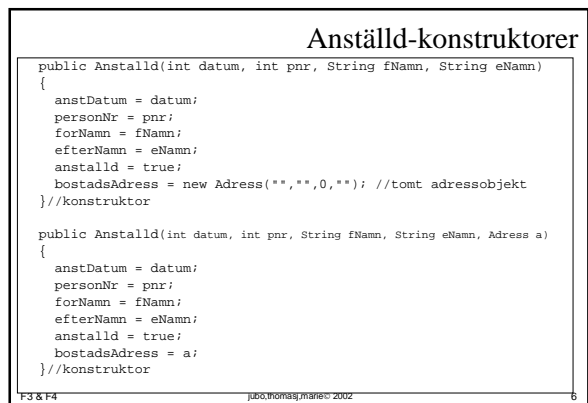 Anställd-konstruktorer
public Anstalld(int datum, int pnr, String fNamn, String eNamn)
{
anstDatum = datum;
personNr = pnr;
forNamn = fNamn;
efterNamn = eNamn;
anstalld = true;
bostadsAdress = new Adress("","",0,""); //tomt adressobjekt
}//konstruktor
public Anstalld(int datum, int pnr, String fNamn, String eNamn, Adress a)
{
anstDatum = datum;
personNr = pnr;
forNamn = fNamn;
efterNamn = eNamn;
anstalld = true;
bostadsAdress = a;
}//konstruktor
F3 & F4 jubo,thomasj,marie© 2002 6